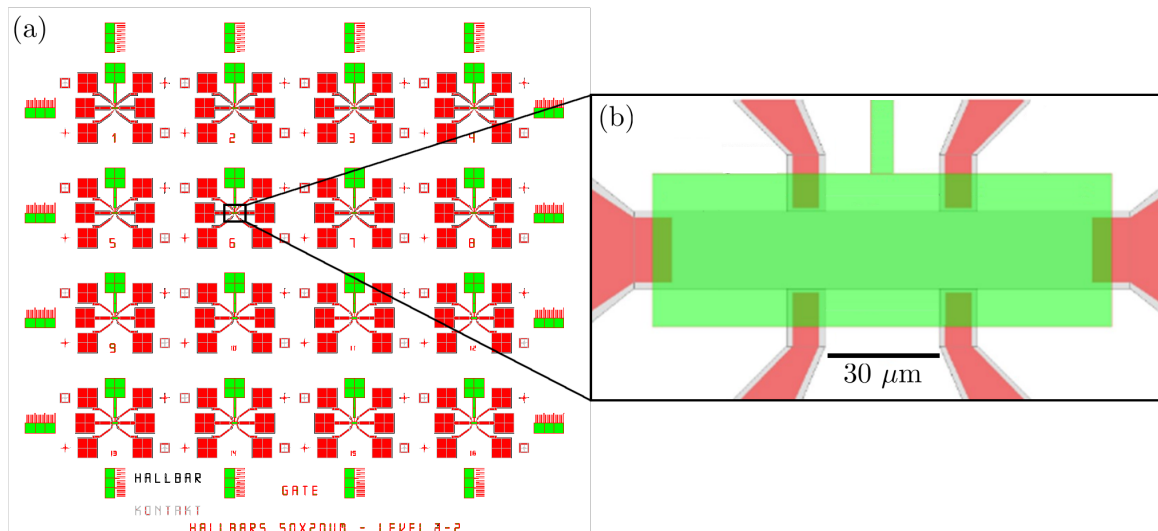 (a)
(b)
1 2 3 4
5 6 7 8
9 10 11 12
13 14 15 16
30 μm
HALLBAR
GATE
KONTAKT
HALLBARS 50X20UM - LEVEL